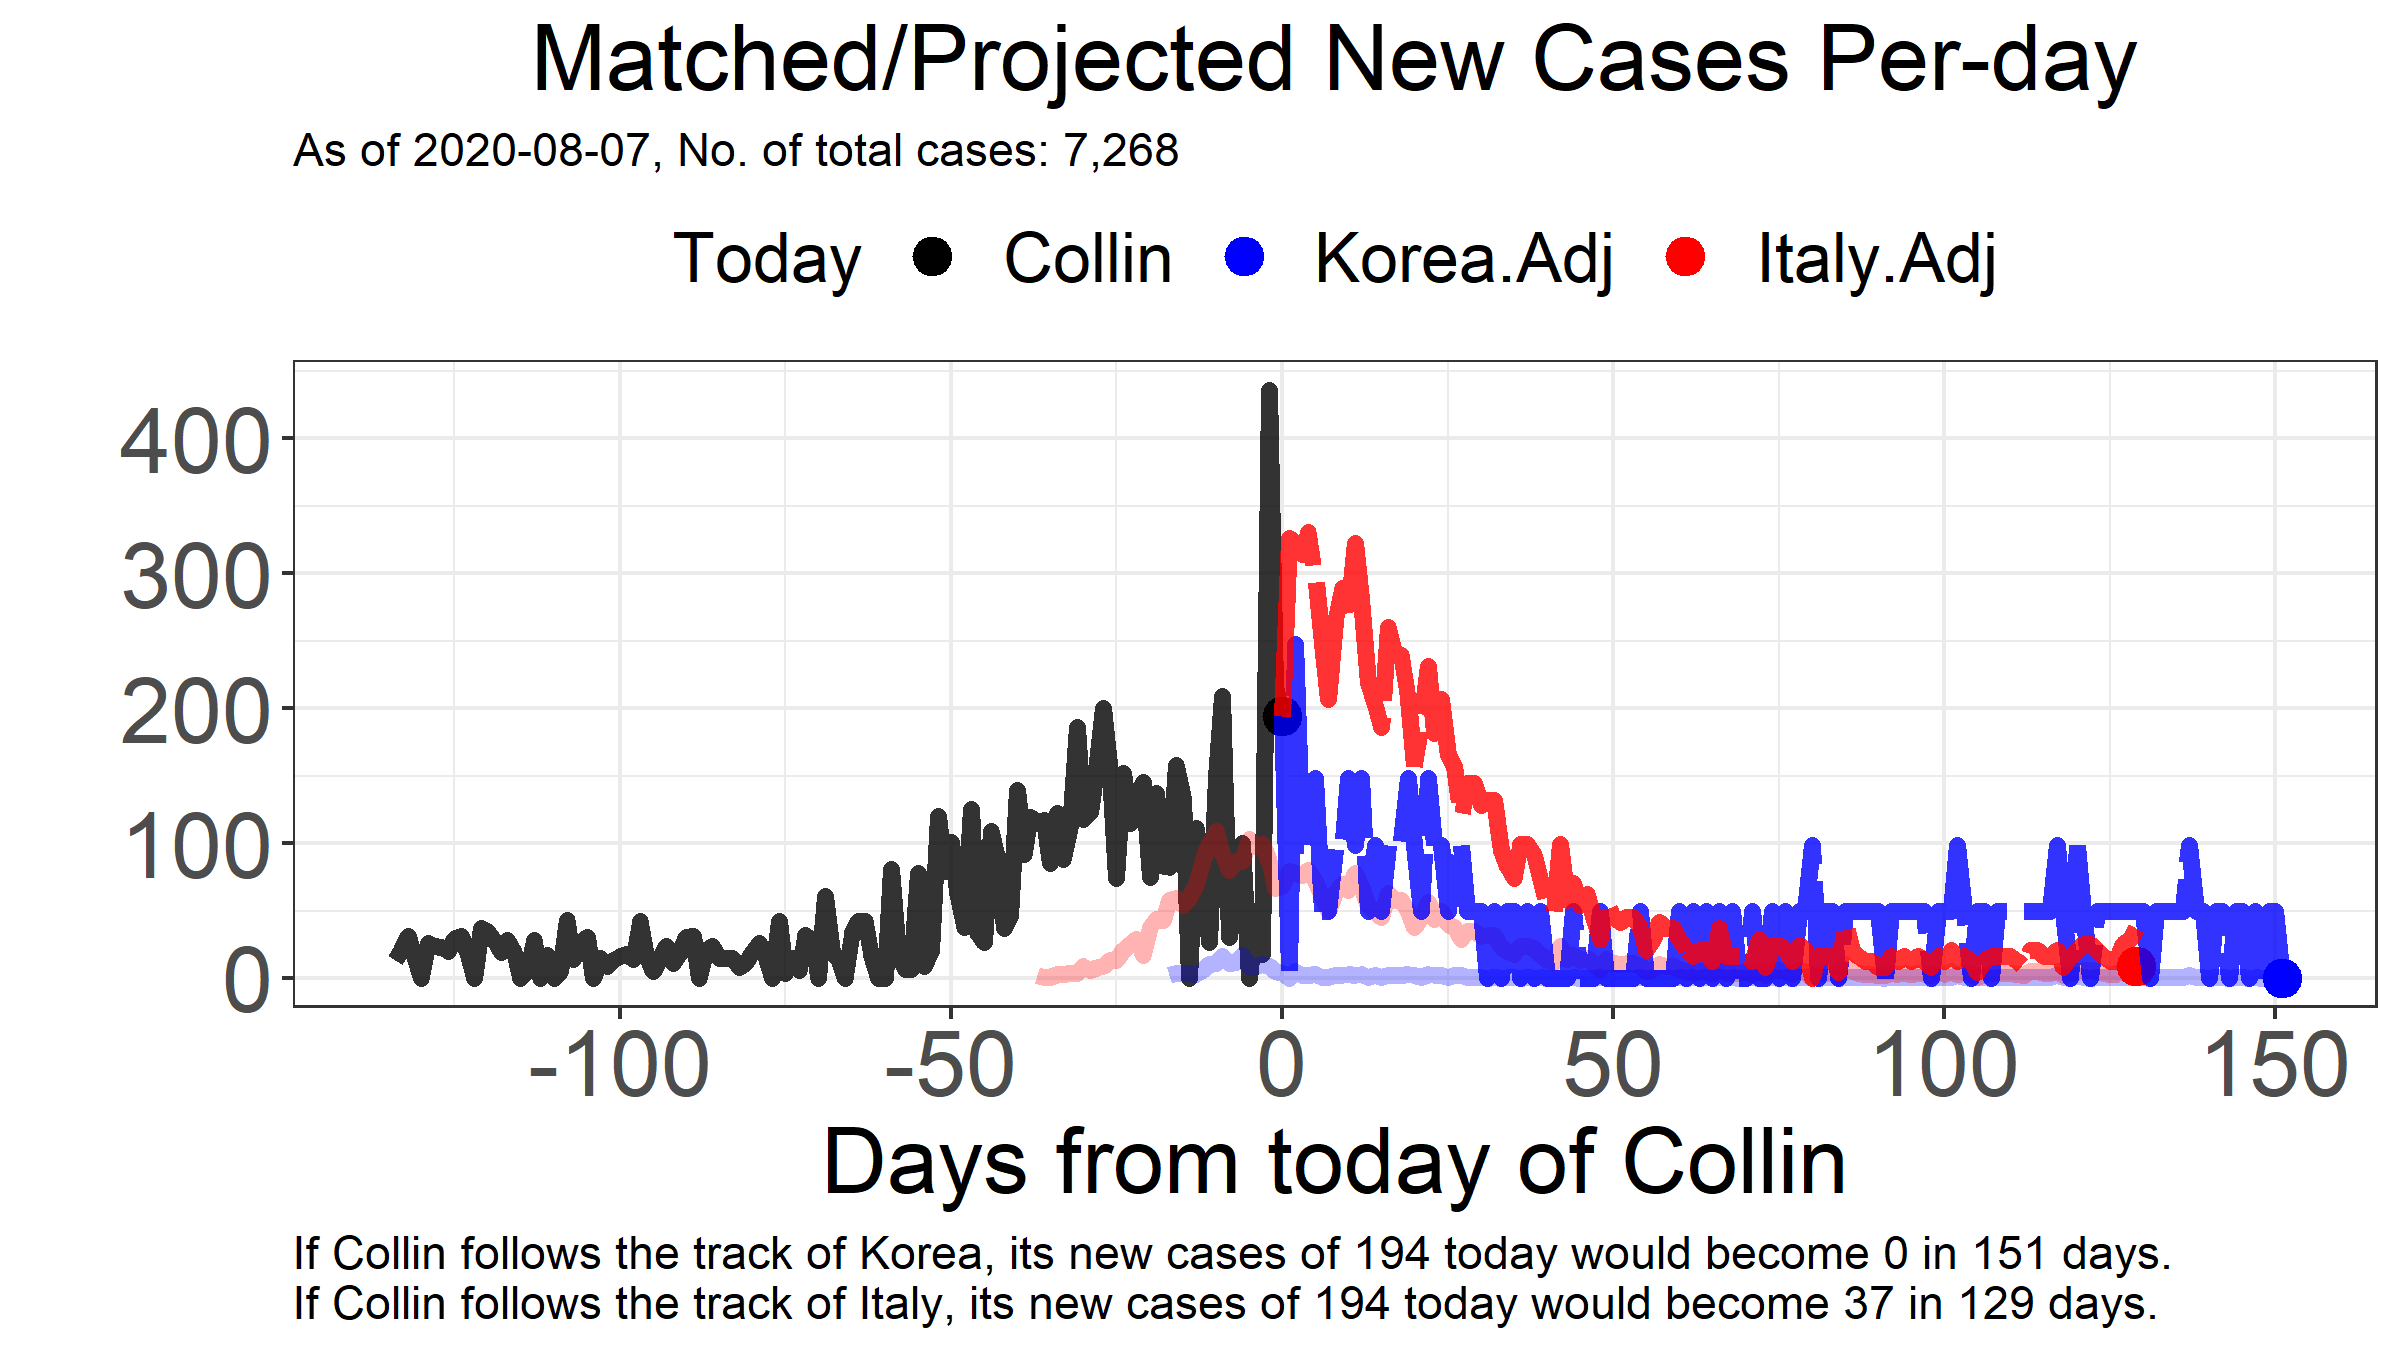 Matched/Projected New Cases Per-day
As of 2020-08-07, No. of total cases: 7,268
Today Collin Korea.Adj Italy.Adj
400
300
200
100
0
-100 -50 0 50 100 150
Days from today of Collin
If Collin follows the track of Korea, its new cases of 194 today would become 0 in 151 days.
If Collin follows the track of Italy, its new cases of 194 today would become 37 in 129 days.